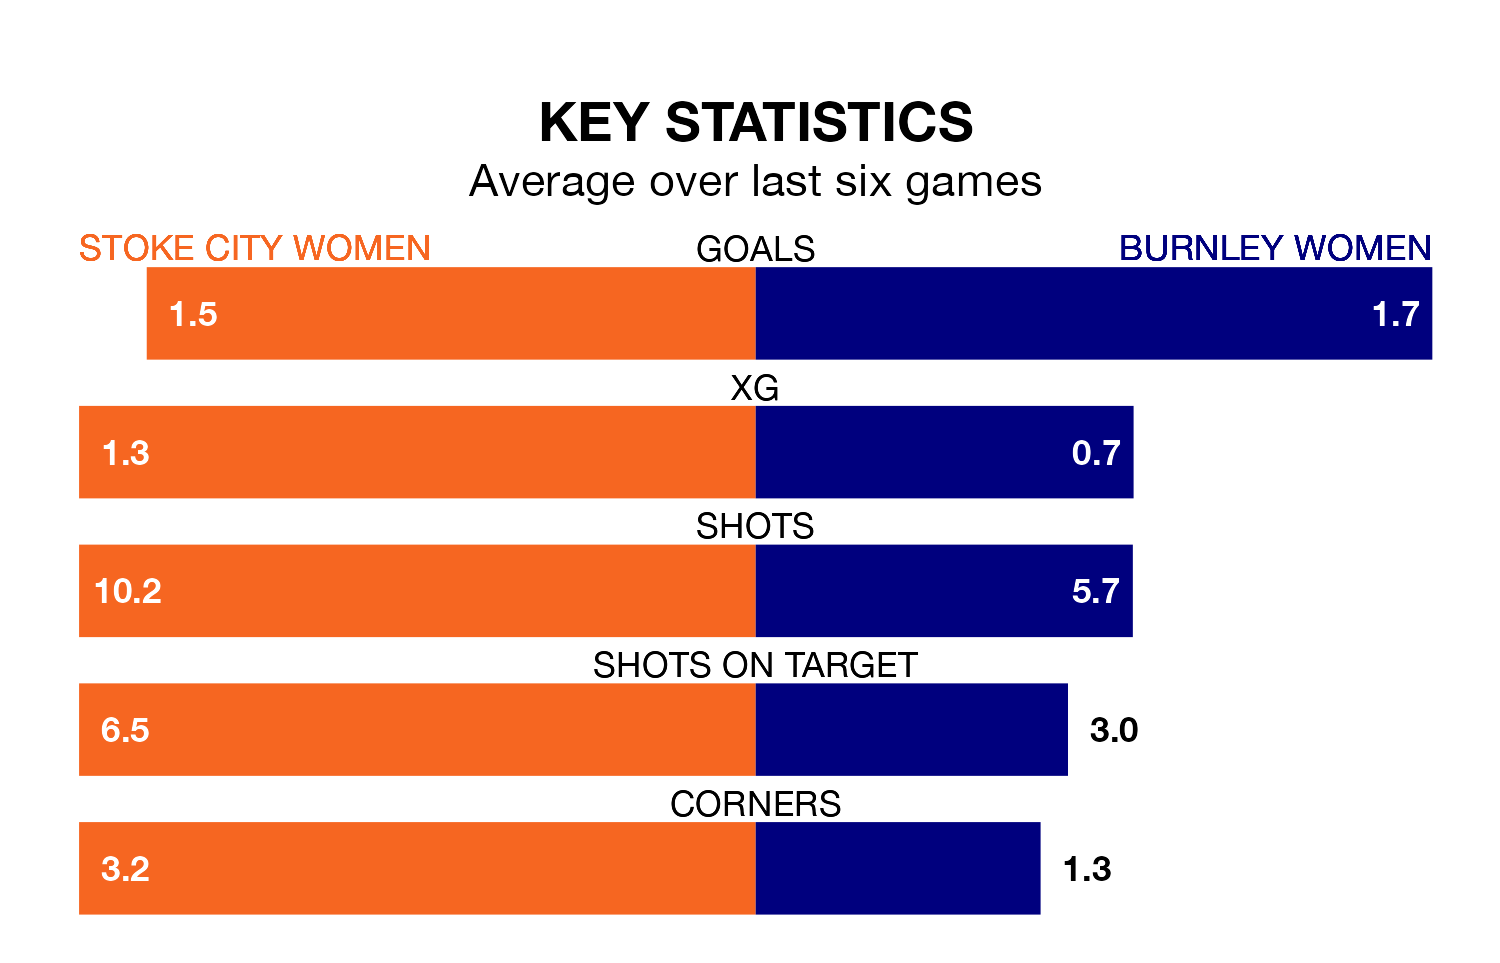 KEY STATISTICS
Average over last six games
STOKE CITY WOMEN GOALS BURNLEY WOMEN
1.5 1.7
XG
1.3 0.7
SHOTS
10.2 5.7
SHOTS ON TARGET
6.5 3.0
CORNERS
3.2 1.3